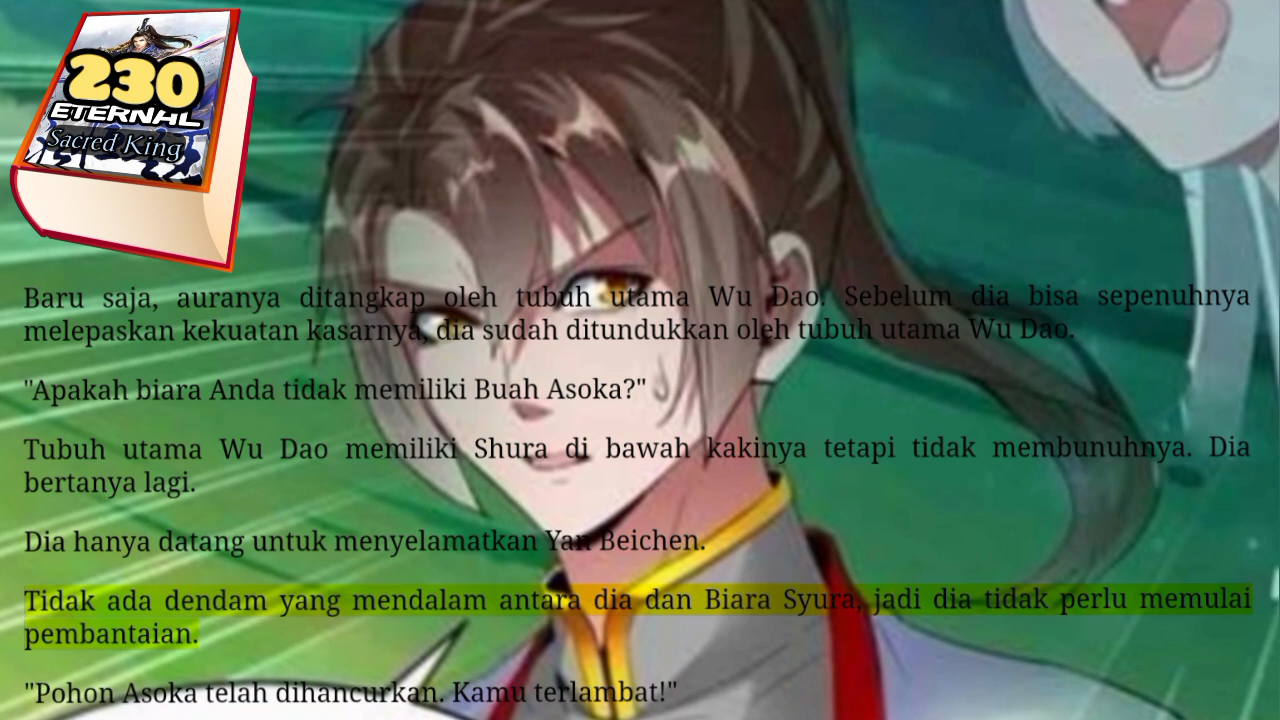 230
ETERNAL
Sacred King
Baru saja, auranya ditangkap oleh tubuh utama Wu Dao. Sebelum dia bisa sepenuhnya
melepaskan kekuatan kasarnya, dia sudah ditundukkan oleh tubuh utama Wu Dao.
"Apakah biara Anda tidak memiliki Buah Asoka?"
Tubuh utama Wu Dao memiliki Shura di bawah kakinya tetapi tidak membunuhnya. Dia
bertanya lagi.
Dia hanya datang untuk menyelamatkan Yan Beichen.
Tidak ada dendam yang mendalam antara dia dan Biara Syura, jadi dia tidak perlu memulai
pembantaian.
"Pohon Asoka telah dihancurkan. Kamu terlambat!"